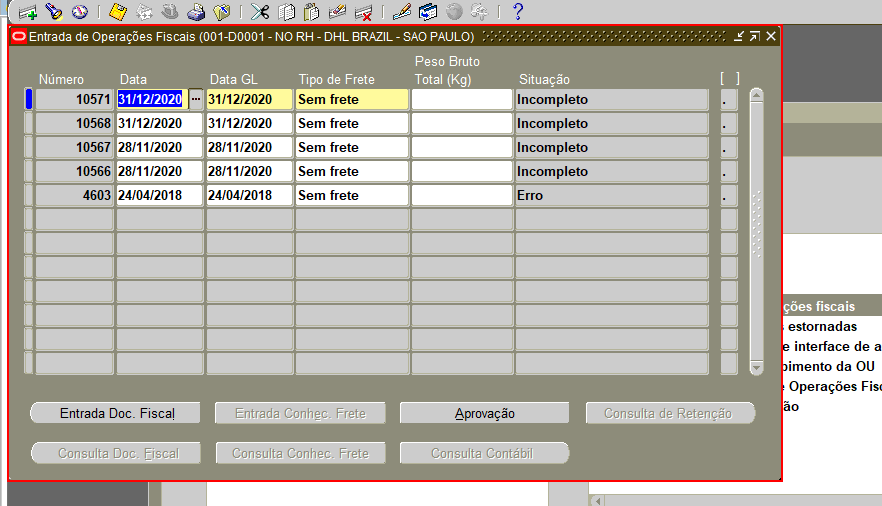 Entrada de Operações Fiscais (001-D0001 - NO RH - DHL BRAZIL - SAO PAULO)
Peso Bruto
Número Data Data GL Tipo de Frete Total (Kg) Situação [ ]
10571 31/12/2020 ... 31/12/2020 Sem frete Incompleto .
10568 31/12/2020 31/12/2020 Sem frete Incompleto .
10567 28/11/2020 28/11/2020 Sem frete Incompleto .
10566 28/11/2020 28/11/2020 Sem frete Incompleto .
4603 24/04/2018 24/04/2018 Sem frete Erro .
Entrada Doc. Fiscal Entrada Conhec. Frete Aprovação Consulta de Retenção
Consulta Doc. Fiscal Consulta Conhec. Frete Consulta Contábil
ções fiscais
s estornadas
e interface de a
bimento da OU
e Operações Fisc
ão